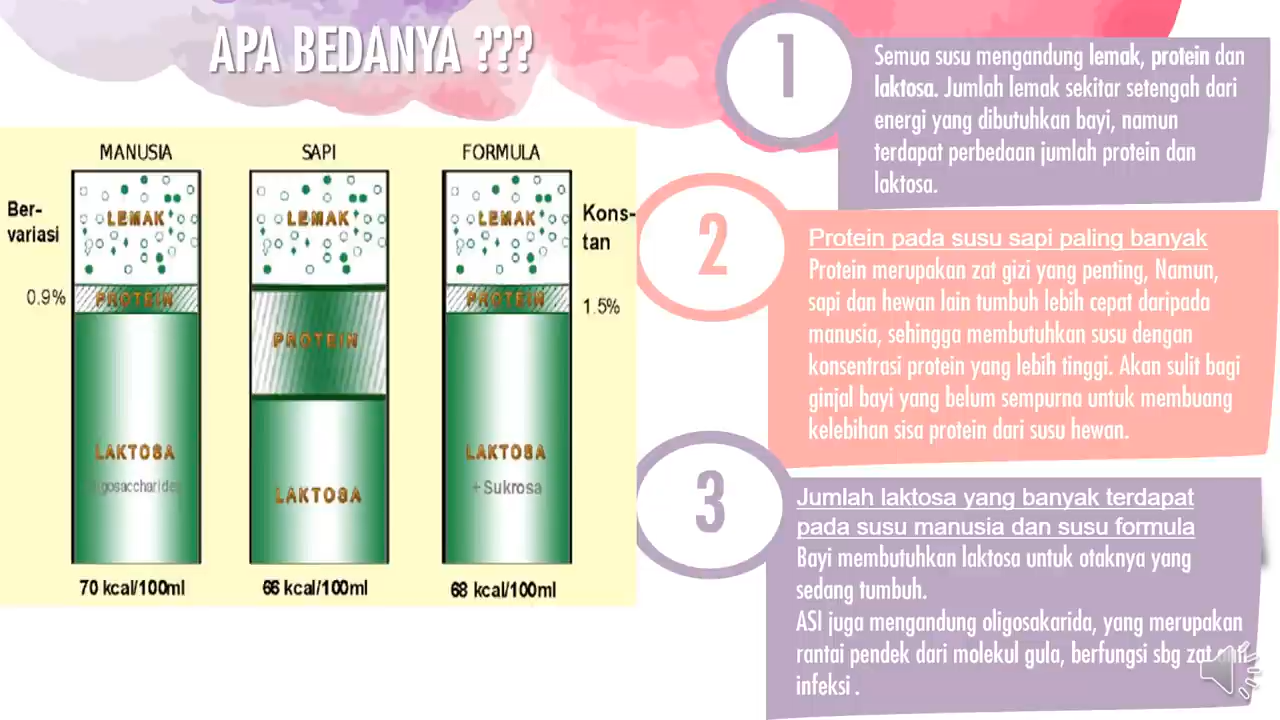 APA BEDANYA ???
MANUSIA
SAPI
FORMULA
Ber-
variasi
LEMAK
LEMAK
LEMAK
Kons-
tan
0.9%
PROTEIN
PROTEIN
PROTEIN
1.5%
LAKTOSA
LAKTOSA
LAKTOSA
+ Sukrosa
70 kcal/100ml
66 kcal/100ml
68 kcal/100ml
1
Semua susu mengandung lemak, protein dan
laktosa. Jumlah lemak sekitar setengah dari
energi yang dibutuhkan bayi, namun
terdapat perbedaan jumlah protein dan
laktosa.
2
Protein pada susu sapi paling banyak
Protein merupakan zat gizi yang penting, Namun,
sapi dan hewan lain tumbuh lebih cepat daripada
manusia, sehingga membutuhkan susu dengan
konsentrasi protein yang lebih tinggi. Akan sulit bagi
ginjal bayi yang belum sempurna untuk membuang
kelebihan sisa protein dari susu hewan.
3
Jumlah laktosa yang banyak terdapat
pada susu manusia dan susu formula
Bayi membutuhkan laktosa untuk otaknya yang
sedang tumbuh.
ASI juga mengandung oligosakarida, yang merupakan
rantai pendek dari molekul gula, berfungsi sbg zat
infeksi .